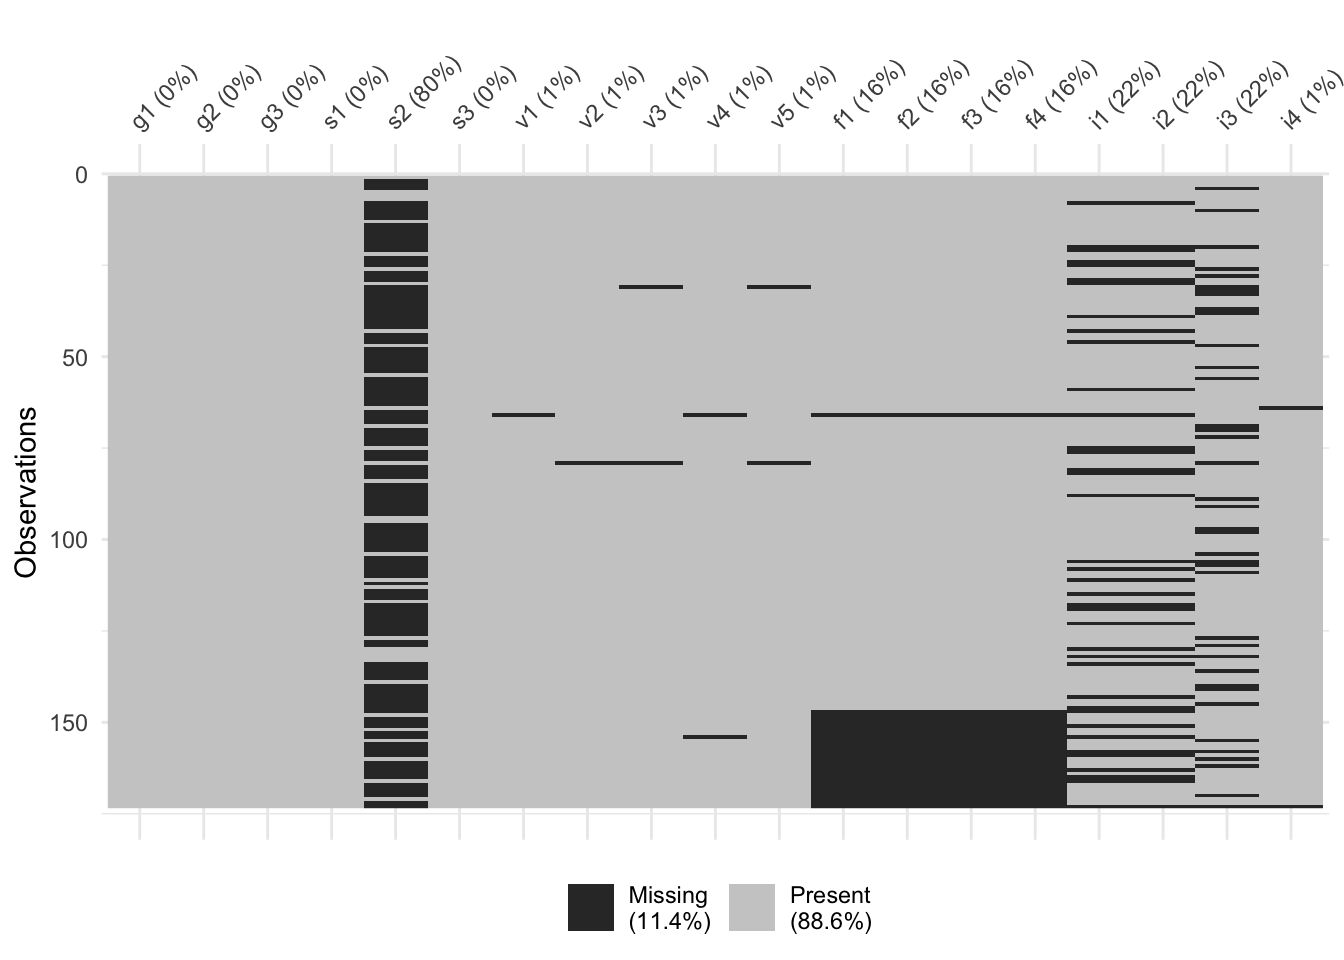 g1 (0%)
g2 (0%)
g3 (0%)
s1 (0%)
s2 (80%)
s3 (0%)
v1 (1%)
v2 (1%)
v3 (1%)
v4 (1%)
v5 (1%)
f1 (16%)
f2 (16%)
f3 (16%)
f4 (16%)
i1 (22%)
i2 (22%)
i3 (22%)
i4 (1%)
0
50
100
150
Observations
Missing
(11.4%)
Present
(88.6%)